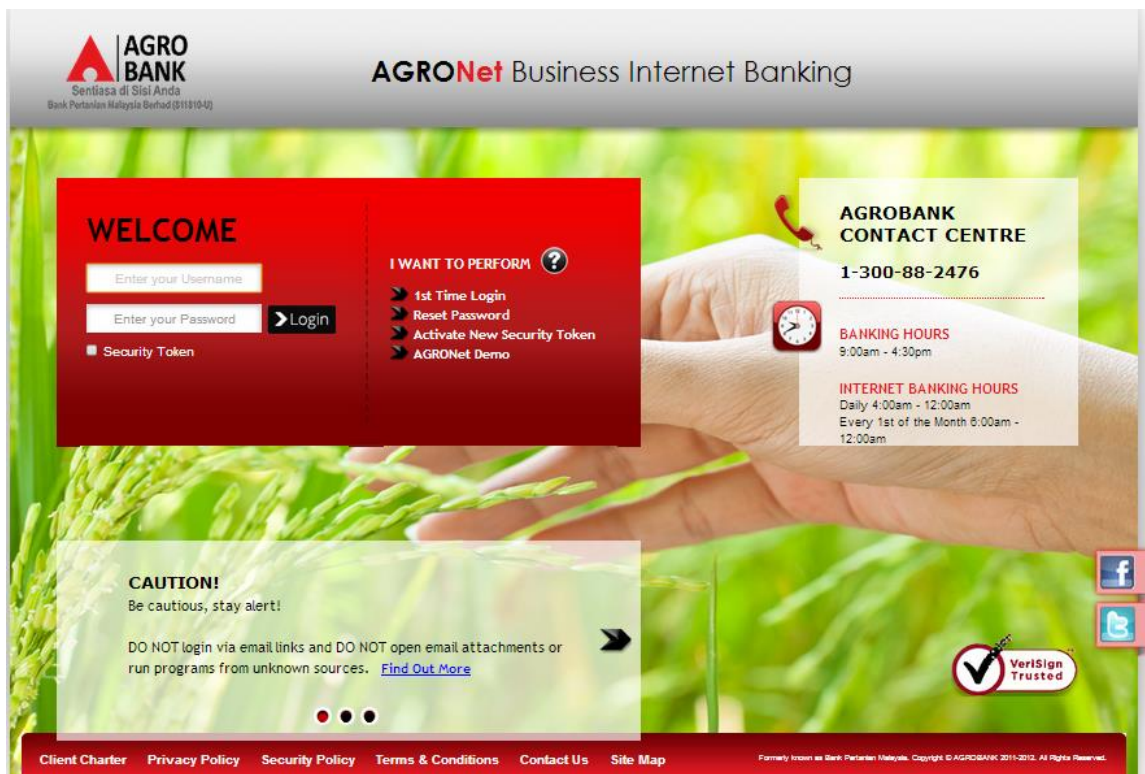 AGRO
BANK
Sentiasa di Sisi Anda
Bank Pertanian Malaysia Berhad (811810-U)
AGRONet Business Internet Banking
WELCOME
Enter your Username
Enter your Password
Login
Security Token
I WANT TO PERFORM ?
1st Time Login
Reset Password
Activate New Security Token
AGRONet Demo
AGROBANK
CONTACT CENTRE
1-300-88-2476
BANKING HOURS
9:00am - 4:30pm
INTERNET BANKING HOURS
Daily 4:00am - 12:00am
Every 1st of the Month 6:00am -
12:00am
CAUTION!
Be cautious, stay alert!
DO NOT login via email links and DO NOT open email attachments or
run programs from unknown sources. Find Out More
VeriSign
Trusted
Client Charter Privacy Policy Security Policy Terms & Conditions Contact Us Site Map
Formerly known as Bank Pertanian Malaysia. Copyright © AGROBANK 2011-2012. All Rights Reserved.